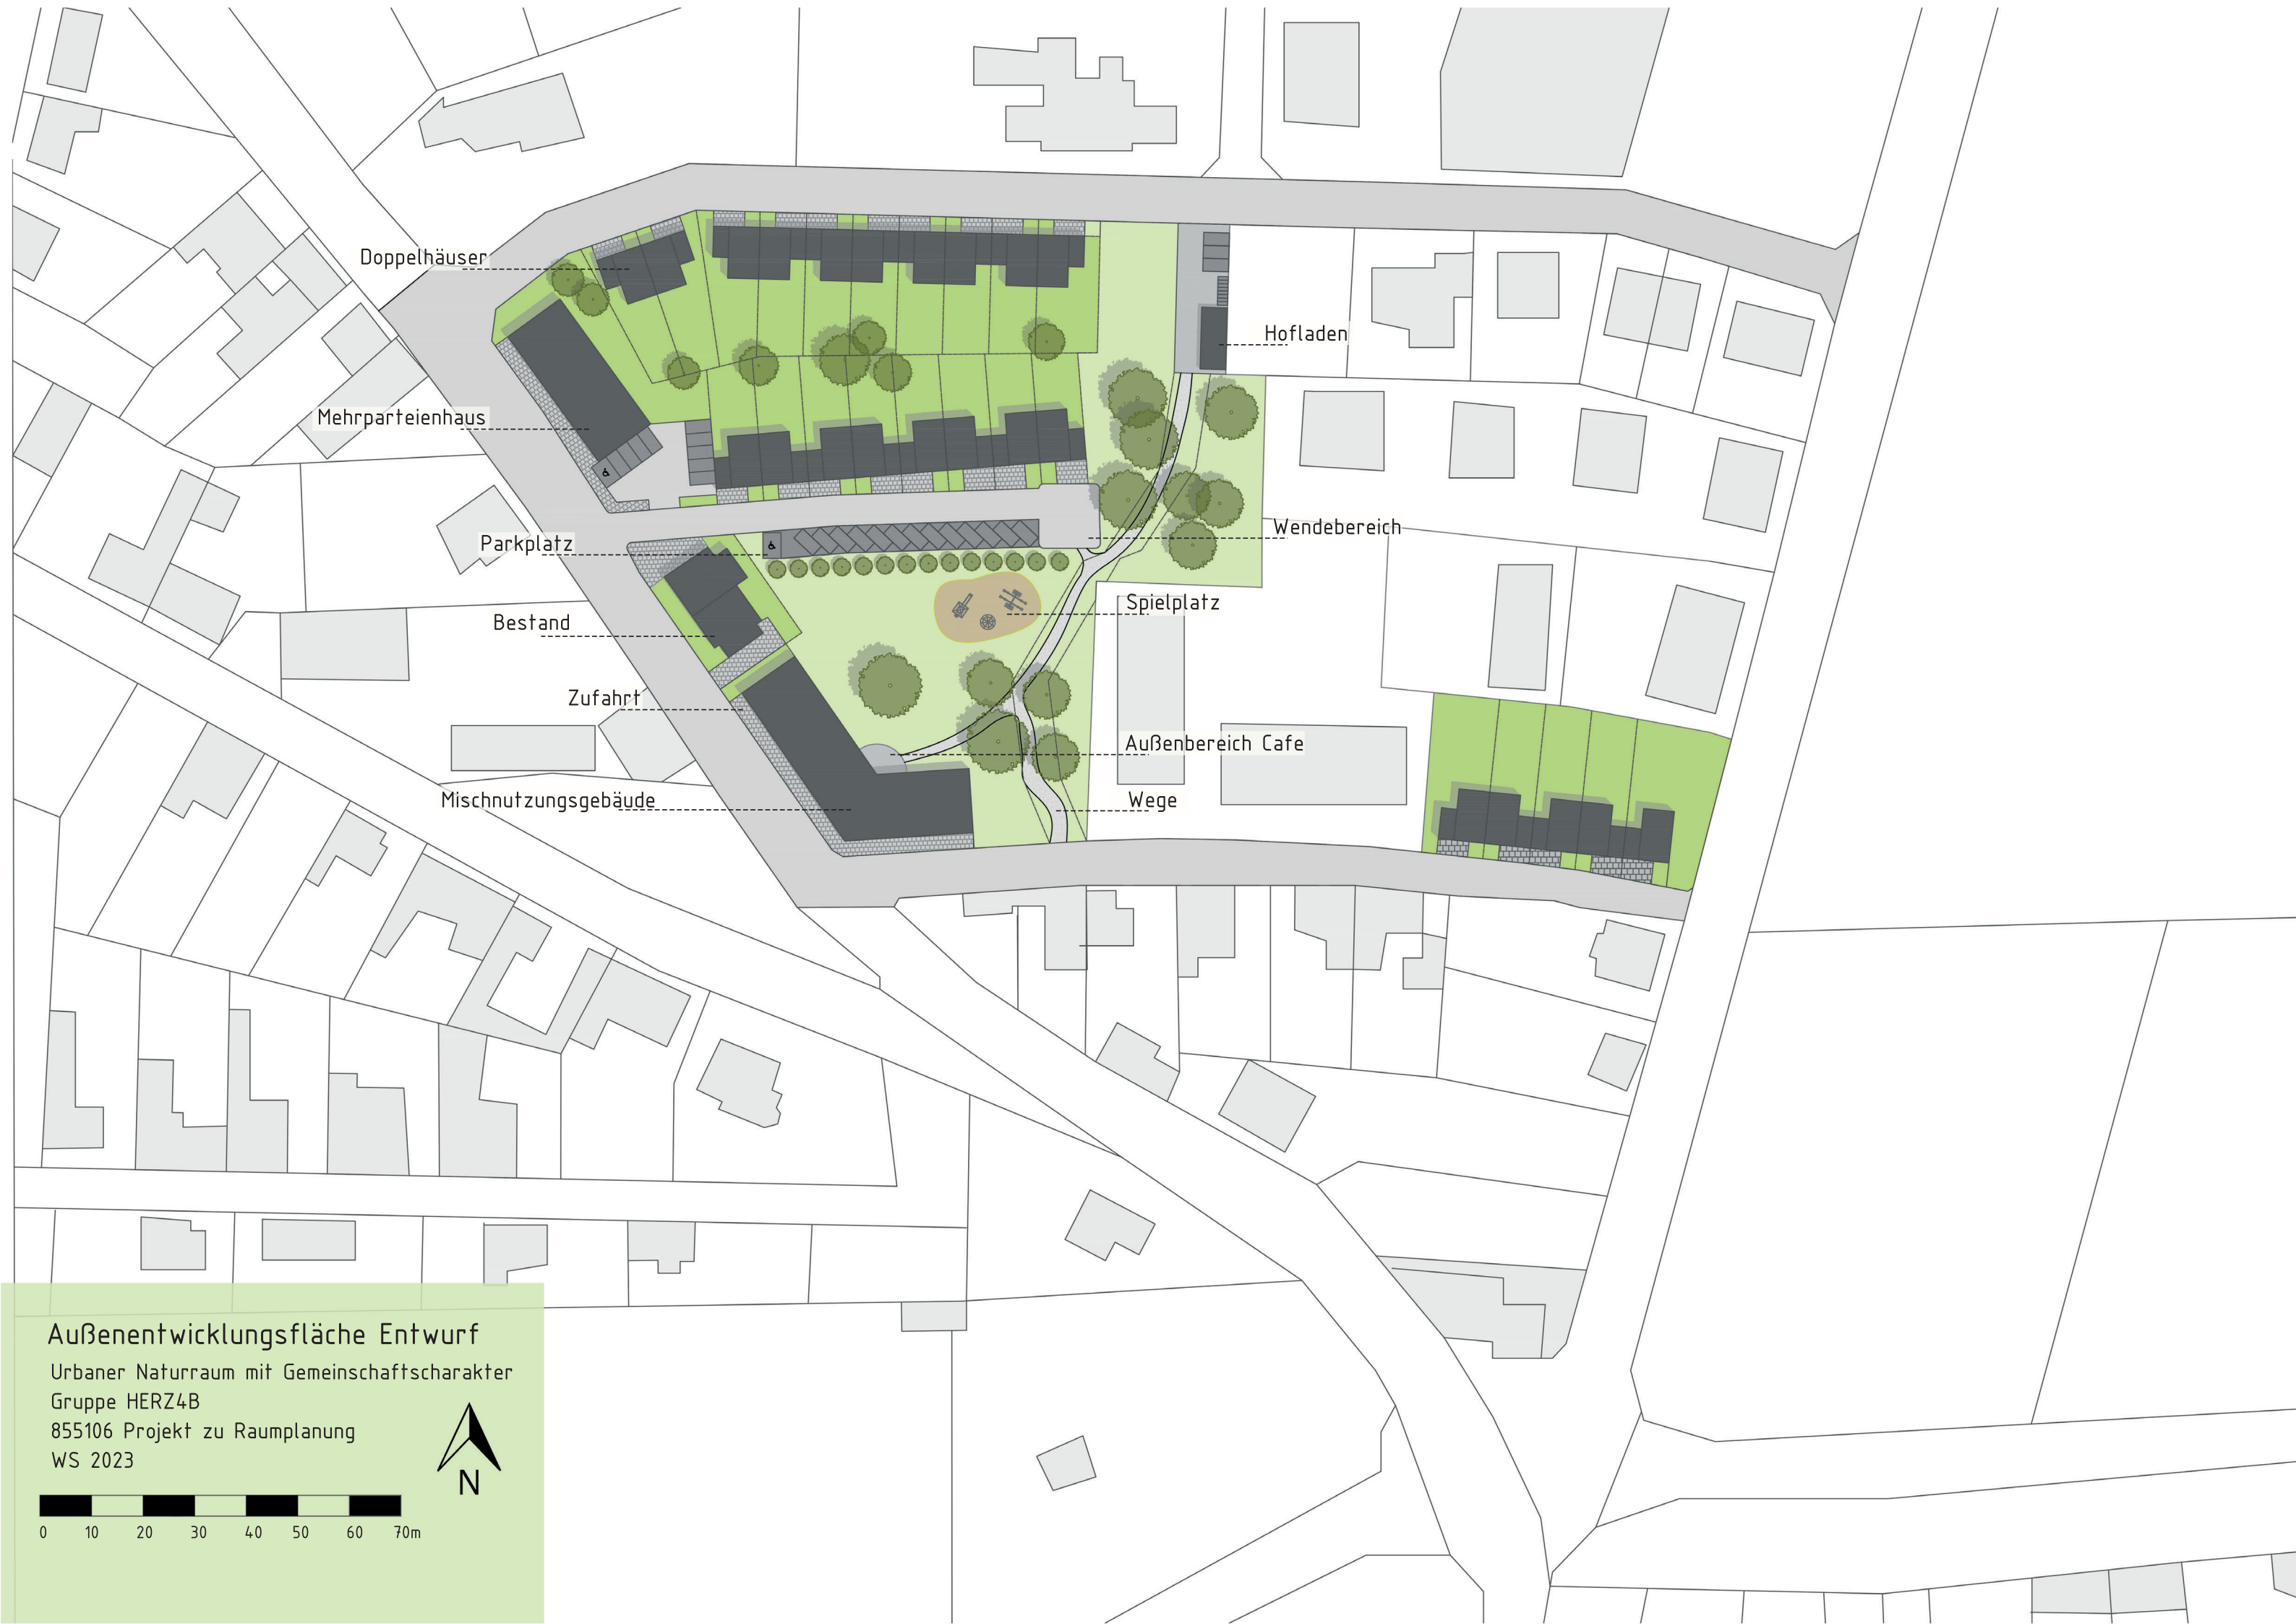 Doppelhäuser
Hofladen
Mehrparteienhaus
Wendebereich
Parkplatz
Spielplatz
Bestand
Zufahrt
Außenbereich Cafe
Mischnutzungsgebäude
Wege
Außenentwicklungsfläche Entwurf
Urbaner Naturraum mit Gemeinschaftscharakter
Gruppe HERZ4B
855106 Projekt zu Raumplanung
WS 2023
N
0 10 20 30 40 50 60 70m